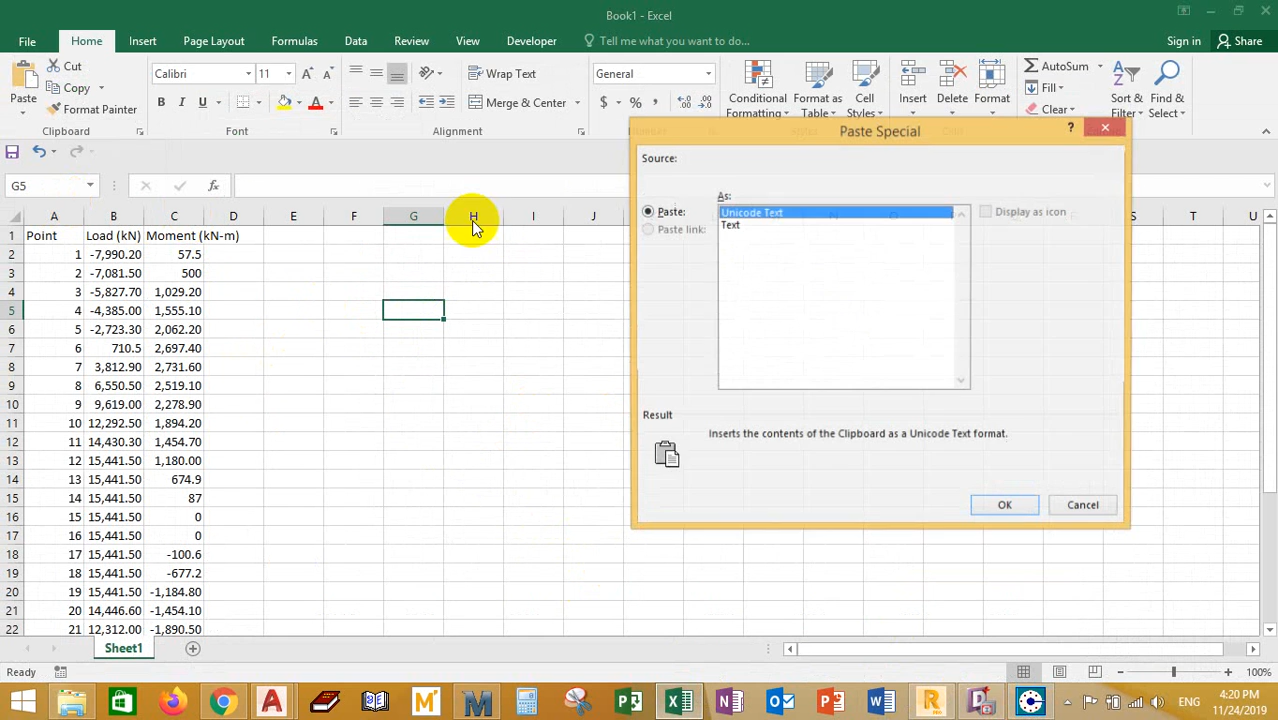 Book1 - Excel
File Home Insert Page Layout Formulas Data Review View Developer Tell me what you want to do... Sign in Share
Paste
Cut
Copy
Format Painter
Clipboard
Calibri 11
B I U
Font
Wrap Text
Merge & Center
Alignment
General
$ % ,
Conditional Formatting
Format as Table
Cell Styles
Insert Delete Format
AutoSum
Fill
Clear
Sort & Filter
Find & Select
G5
fx
A B C D E F G H I J S T U
1 Point Load (kN) Moment (kN-m)
2 1 -7,990.20 57.5
3 2 -7,081.50 500
4 3 -5,827.70 1,029.20
5 4 -4,385.00 1,555.10
6 5 -2,723.30 2,062.20
7 6 710.5 2,697.40
8 7 3,812.90 2,731.60
9 8 6,550.50 2,519.10
10 9 9,619.00 2,278.90
11 10 12,292.50 1,894.20
12 11 14,430.30 1,454.70
13 12 15,441.50 1,180.00
14 13 15,441.50 674.9
15 14 15,441.50 87
16 15 15,441.50 0
17 16 15,441.50 0
18 17 15,441.50 -100.6
19 18 15,441.50 -677.2
20 19 15,441.50 -1,184.80
21 20 14,446.60 -1,454.10
22 21 12,312.00 -1,890.50
Paste Special
?
Source:
As:
Paste:
Paste link:
Unicode Text
Text
Display as icon
Result
Inserts the contents of the Clipboard as a Unicode Text format.
OK Cancel
Sheet1
Ready
100%
ENG
4:20 PM
11/24/2019